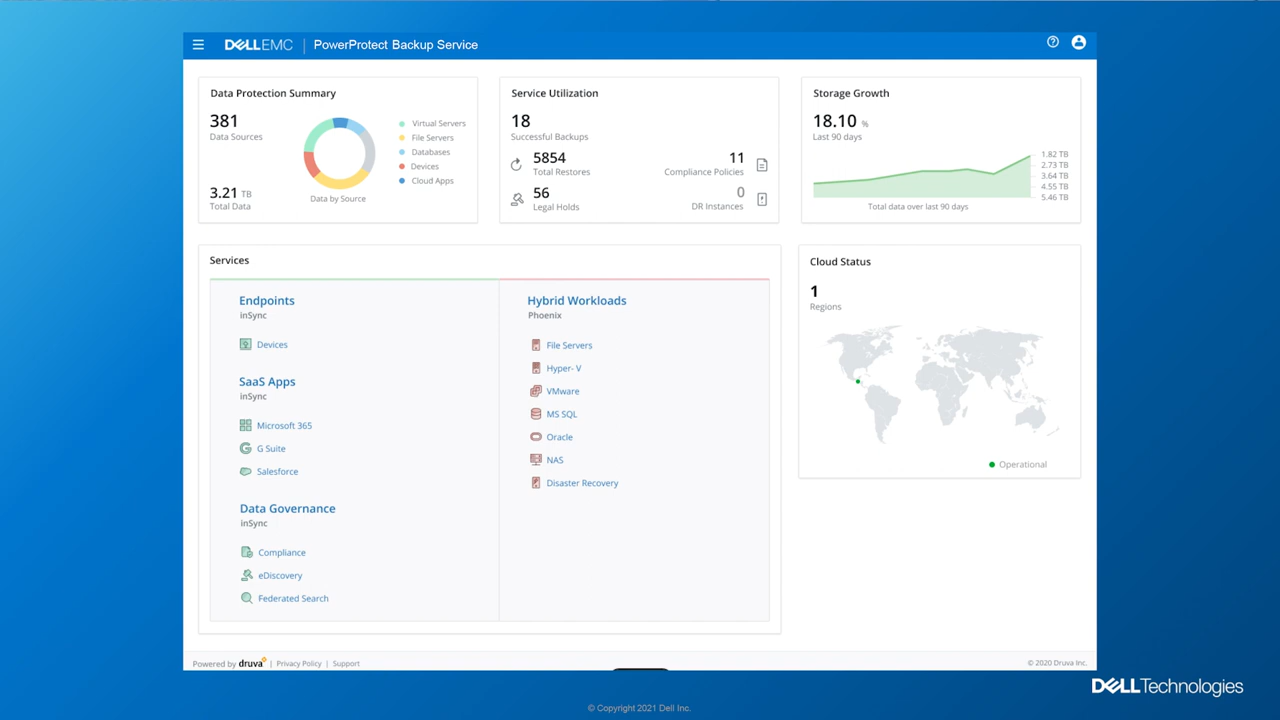 DELLEMC | PowerProtect Backup Service
Data Protection Summary
381
Data Sources
3.21 TB
Total Data
Data by Source
Virtual Servers
File Servers
Databases
Devices
Cloud Apps
Service Utilization
18
Successful Backups
5854
Total Restores
11
Compliance Policies
56
Legal Holds
0
DR Instances
Storage Growth
18.10 %
Last 90 days
1.82 TB
2.73 TB
3.64 TB
4.55 TB
5.46 TB
Total data over last 90 days
Services
Endpoints
inSync
Devices
SaaS Apps
inSync
Microsoft 365
G Suite
Salesforce
Data Governance
inSync
Compliance
eDiscovery
Federated Search
Hybrid Workloads
Phoenix
File Servers
Hyper- V
VMware
MS SQL
Oracle
NAS
Disaster Recovery
Cloud Status
1
Regions
Operational
Powered by druva | Privacy Policy | Support
© 2020 Druva Inc.
DELLTechnologies
© Copyright 2021 Dell Inc.